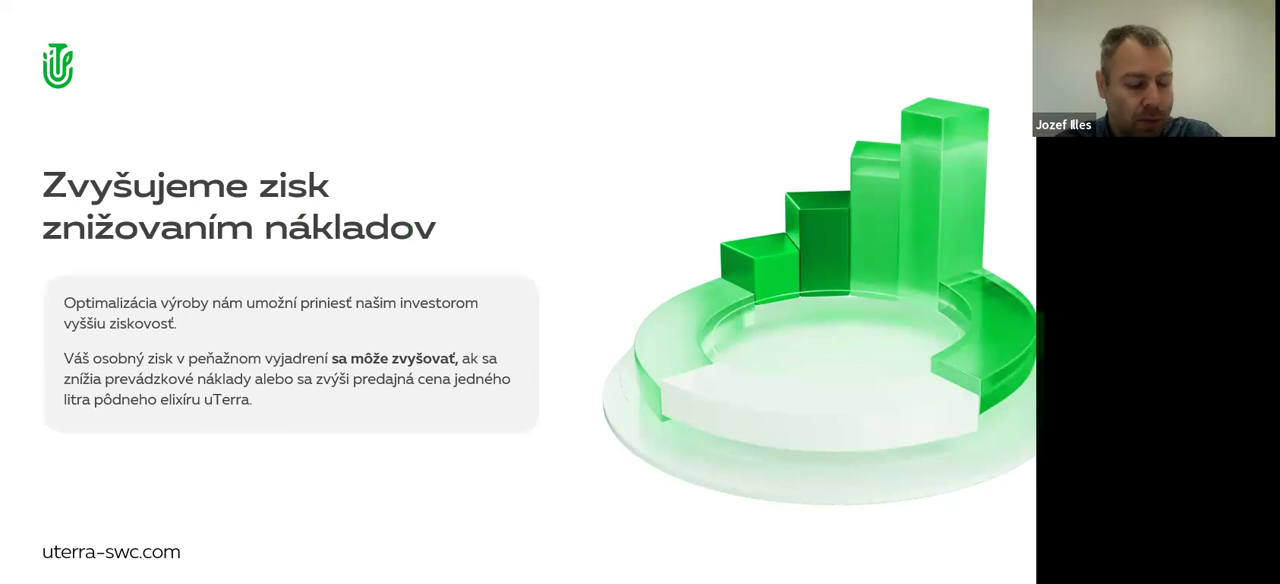 Zvyšujeme zisk
znižovaním nákladov
Optimalizácia výroby nám umožní priniesť našim investorom
vyššiu ziskovosť.
Váš osobný zisk v peňažnom vyjadrení sa môže zvyšovať, ak sa
znížia prevádzkové náklady alebo sa zvýši predajná cena jedného
litra pôdneho elixíru uTerra.
uterra-swc.com
Jozef Illes